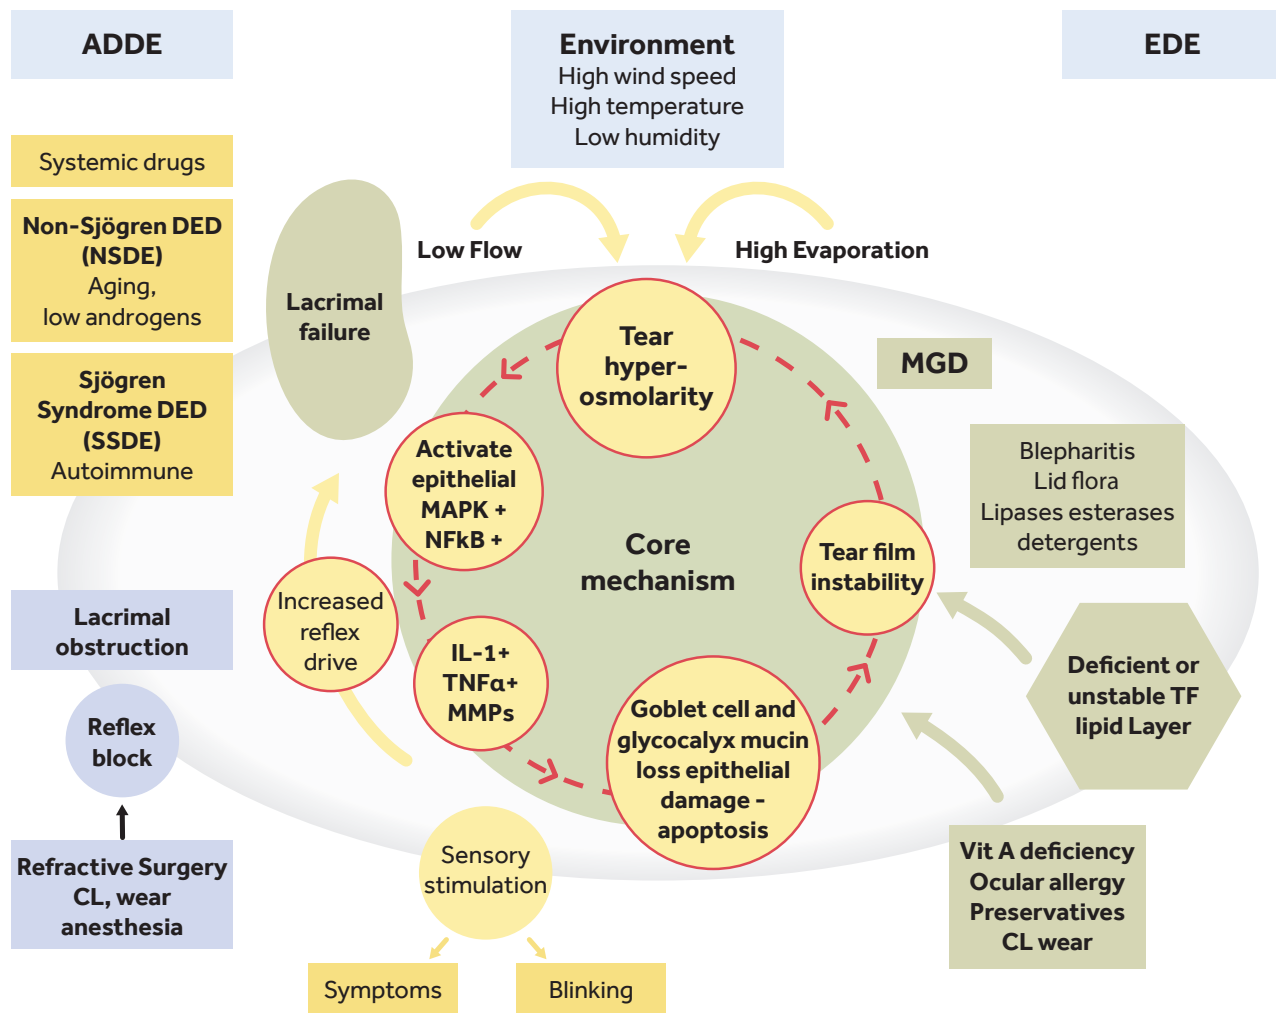 ADDE
Environment
High wind speed
High temperature
Low humidity
EDE
Systemic drugs
Non-Sjögren DED
(NSDE)
Aging,
low androgens
Sjögren
Syndrome DED
(SSDE)
Autoimmune
Lacrimal
failure
Low Flow
High Evaporation
Tear
hyper-
osmolarity
MGD
Blepharitis
Lid flora
Lipases esterases
detergents
Activate
epithelial
MAPK +
NFkB +
Core
mechanism
Tear film
instability
Lacrimal
obstruction
Increased
reflex
drive
IL-1+
TNFα+
MMPs
Goblet cell and
glycocalyx mucin
loss epithelial
damage -
apoptosis
Deficient or
unstable TF
lipid Layer
Reflex
block
Refractive Surgery
CL, wear
anesthesia
Sensory
stimulation
Vit A deficiency
Ocular allergy
Preservatives
CL wear
Symptoms
Blinking